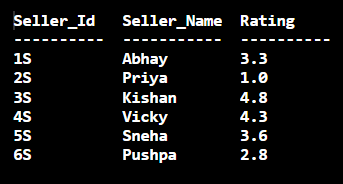 Seller_Id Seller_Name Rating
---------- ----------- ----------
1S Abhay 3.3
2S Priya 1.0
3S Kishan 4.8
4S Vicky 4.3
5S Sneha 3.6
6S Pushpa 2.8